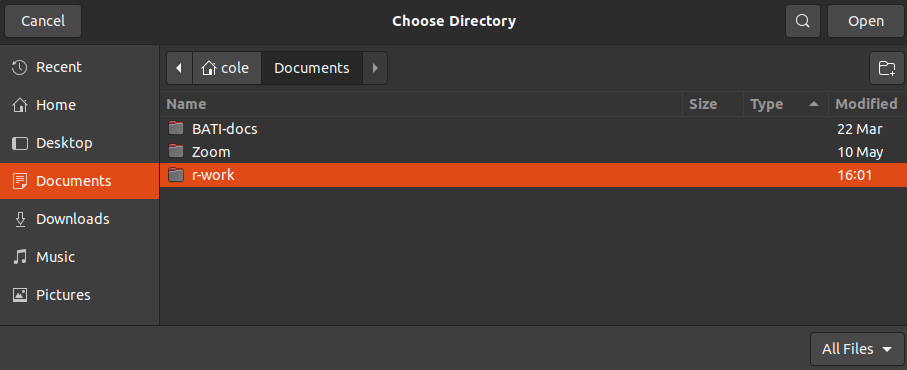 Cancel Choose Directory Open
Recent
Home
Desktop
Documents
Downloads
Music
Pictures
cole Documents
Name Size Type Modified
BATI-docs 22 Mar
Zoom 10 May
r-work 16:01
All Files